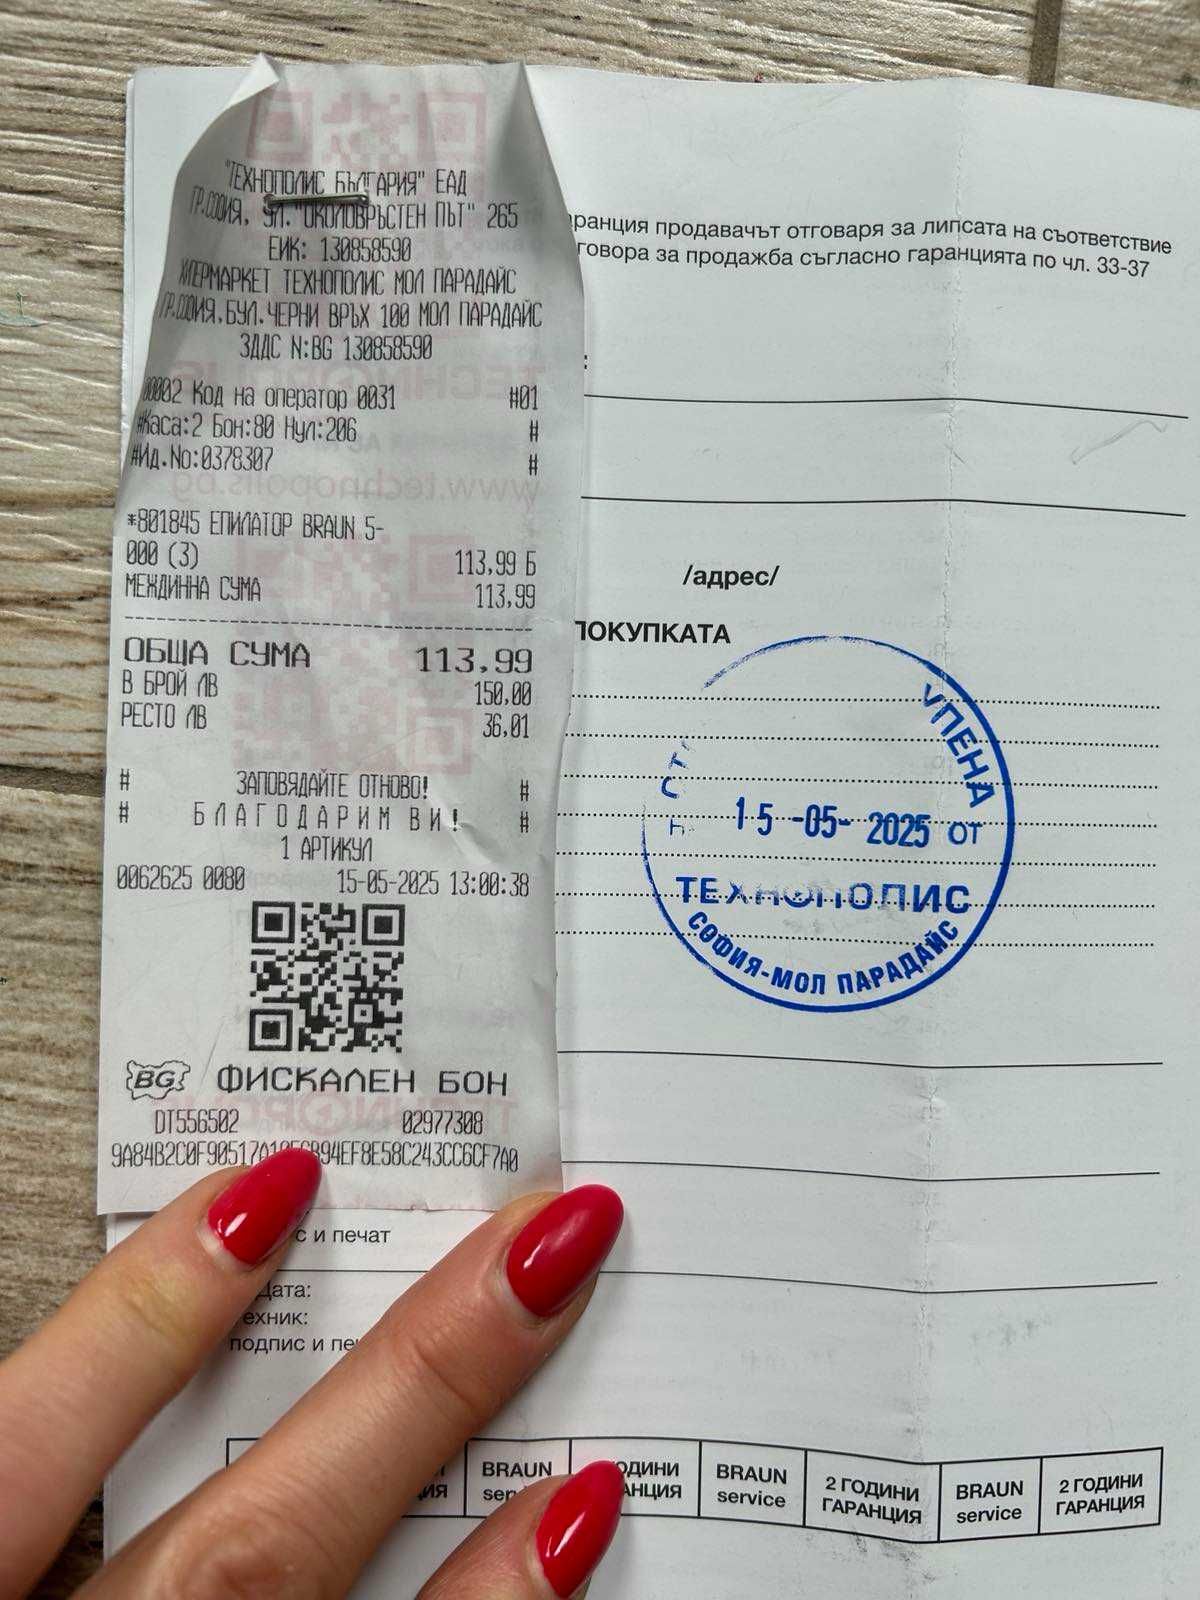 "ТЕХНОПОЛИС БЪЛГАРИЯ" ЕАД
ГР.СОФИЯ, УЛ."ОКОЛОВРЪСТЕН ПЪТ" 265
ЕИК: 130858590
ХИПЕРМАРКЕТ ТЕХНОПОЛИС МОЛ ПАРАДАЙС
ГР.СОФИЯ,БУЛ.ЧЕРНИ ВРЪХ 100 МОЛ ПАРАДАЙС
ЗДДС N:BG 130858590
0002 Код на оператор 0031 #01
#Каса:2 Бон:80 Нул:206 #
#Ид.No:0378307 #
*801845 ЕПИЛАТОР BRAUN 5-
000 (3) 113,99 Б
МЕЖДИННА СУМА 113,99
ОБЩА СУМА 113,99
В БРОЙ ЛВ 150,00
РЕСТО ЛВ 36,01
# ЗАПОВЯДАЙТЕ ОТНОВО! #
# БЛАГОДАРИМ ВИ! #
1 АРТИКУЛ
0062625 0080 15-05-2025 13:00:38
BG ФИСКАЛЕН БОН
DT556502 02977308
ранция продавачът отговаря за липсата на съответствие
говора за продажба съгласно гаранцията по чл. 33-37
:
/адрес/
ПОКУПКАТА
УПЕНА
15 -05- 2025 ОТ
ТЕХНОПОЛИС
СОФИЯ-МОЛ ПАРАДАЙС
с и печат
Дата:
ехник:
подпис и пе
BRAUN service
ОДИНИ АНЦИЯ
BRAUN service
2 ГОДИНИ ГАРАНЦИЯ
BRAUN service
2 ГОДИНИ ГАРАНЦИЯ